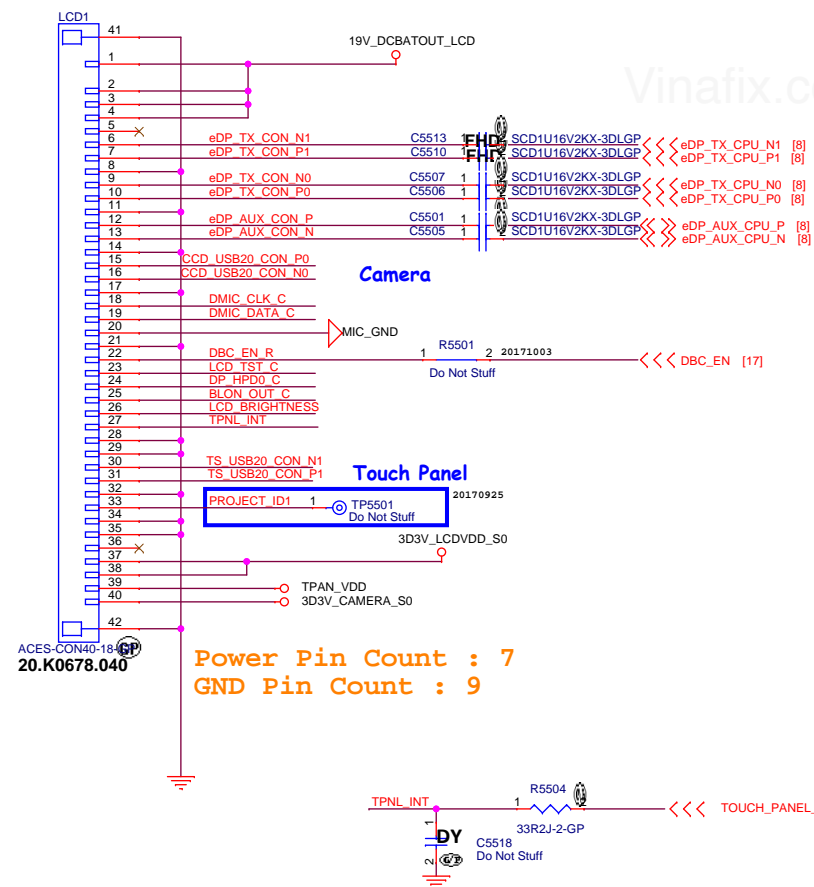 LCD1
41
19V_DCBATOUT_LCD
1
Vinafix.c
2
3
4
5
6 eDP_TX_CON_N1 C5513 1 FHD SCD1U16V2KX-3DLGP eDP_TX_CPU_N1 [8]
7 eDP_TX_CON_P1 C5510 1 SCD1U16V2KX-3DLGP eDP_TX_CPU_P1 [8]
8
9 eDP_TX_CON_N0 C5507 1 SCD1U16V2KX-3DLGP eDP_TX_CPU_N0 [8]
10 eDP_TX_CON_P0 C5506 1 SCD1U16V2KX-3DLGP eDP_TX_CPU_P0 [8]
11
12 eDP_AUX_CON_P C5501 1 SCD1U16V2KX-3DLGP eDP_AUX_CPU_P [8]
13 eDP_AUX_CON_N C5505 1 SCD1U16V2KX-3DLGP eDP_AUX_CPU_N [8]
14
15 CCD_USB20_CON_P0
16 CCD_USB20_CON_N0
Camera
17
18 DMIC_CLK_C
19 DMIC_DATA_C
20 MIC_GND
21
22 DBC_EN_R 1 R5501 2 20171003 DBC_EN [17]
Do Not Stuff
23 LCD_TST_C
24 DP_HPD0_C
25 BLON_OUT_C
26 LCD_BRIGHTNESS
27 TPNL_INT
28
29
30 TS_USB20_CON_N1
31 TS_USB20_CON_P1
Touch Panel
32
33 PROJECT_ID1 1 TP5501 20170925
Do Not Stuff
34
35
3D3V_LCDVDD_S0
36
37
38
39 TPAN_VDD
40 3D3V_CAMERA_S0
42
ACES-CON40-18-GP
20.K0678.040
Power Pin Count : 7
GND Pin Count : 9
R5504
TPNL_INT 1 2 TOUCH_PANEL_
33R2J-2-GP
1
DY
C5518
2 Do Not Stuff